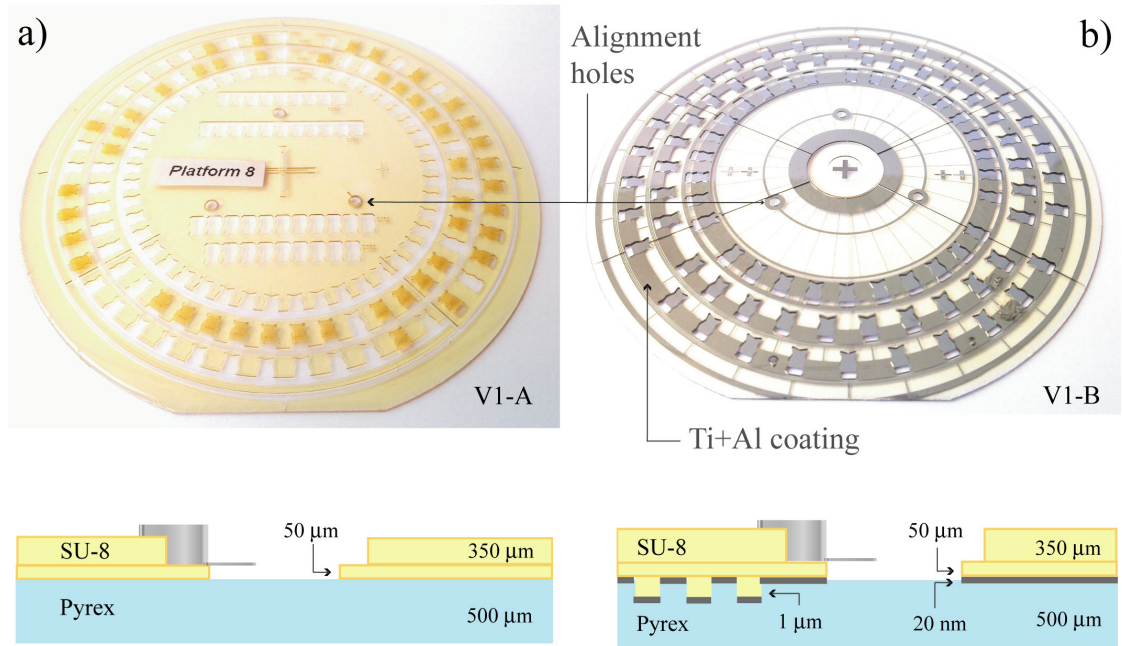 a)
Alignment
holes
b)
Platform 8
V1-A
V1-B
Ti+Al coating
50 µm
SU-8
350 µm
Pyrex
500 µm
50 µm
SU-8
350 µm
Pyrex
1 µm
20 nm
500 µm